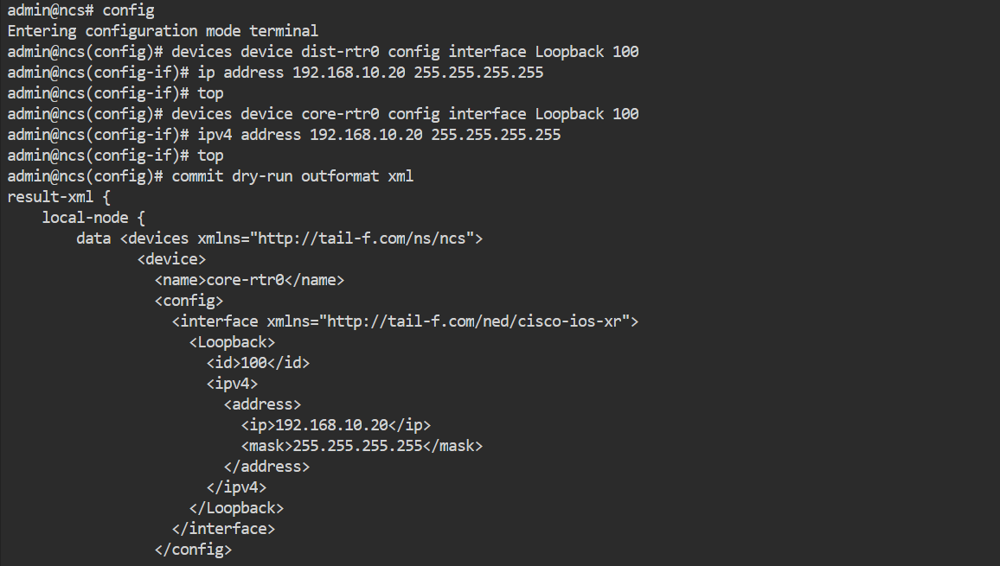 admin@ncs# config
Entering configuration mode terminal
admin@ncs(config)# devices device dist-rtr0 config interface Loopback 100
admin@ncs(config-if)# ip address 192.168.10.20 255.255.255.255
admin@ncs(config-if)# top
admin@ncs(config)# devices device core-rtr0 config interface Loopback 100
admin@ncs(config-if)# ipv4 address 192.168.10.20 255.255.255.255
admin@ncs(config-if)# top
admin@ncs(config)# commit dry-run outformat xml
result-xml {
    local-node {
        data <devices xmlns="http://tail-f.com/ns/ncs">
               <device>
                 <name>core-rtr0</name>
                 <config>
                   <interface xmlns="http://tail-f.com/ned/cisco-ios-xr">
                     <Loopback>
                       <id>100</id>
                       <ipv4>
                         <address>
                           <ip>192.168.10.20</ip>
                           <mask>255.255.255.255</mask>
                         </address>
                       </ipv4>
                     </Loopback>
                   </interface>
                 </config>